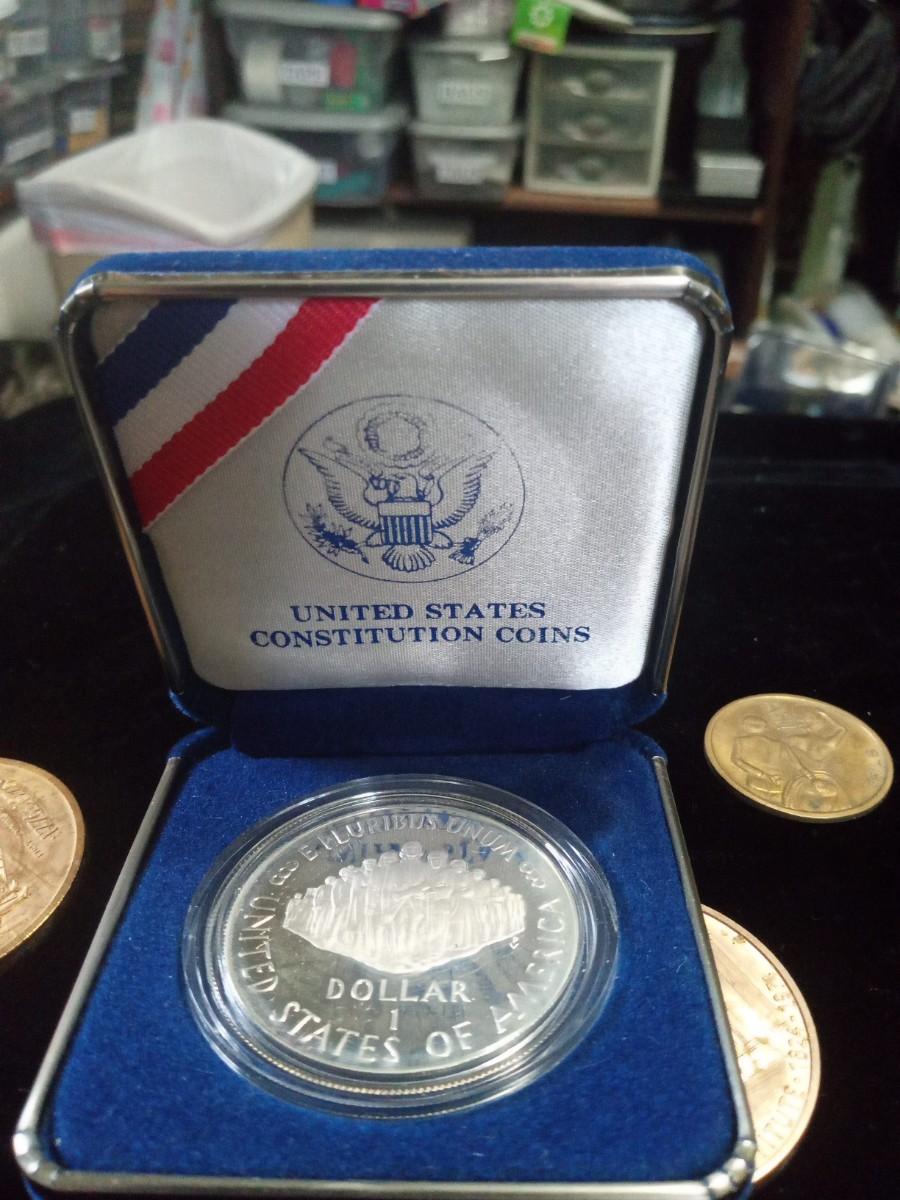 UNITED STATES
CONSTITUTION COINS
E PLURIBUS UNUM
DOLLAR
1
UNITED STATES OF AMERICA